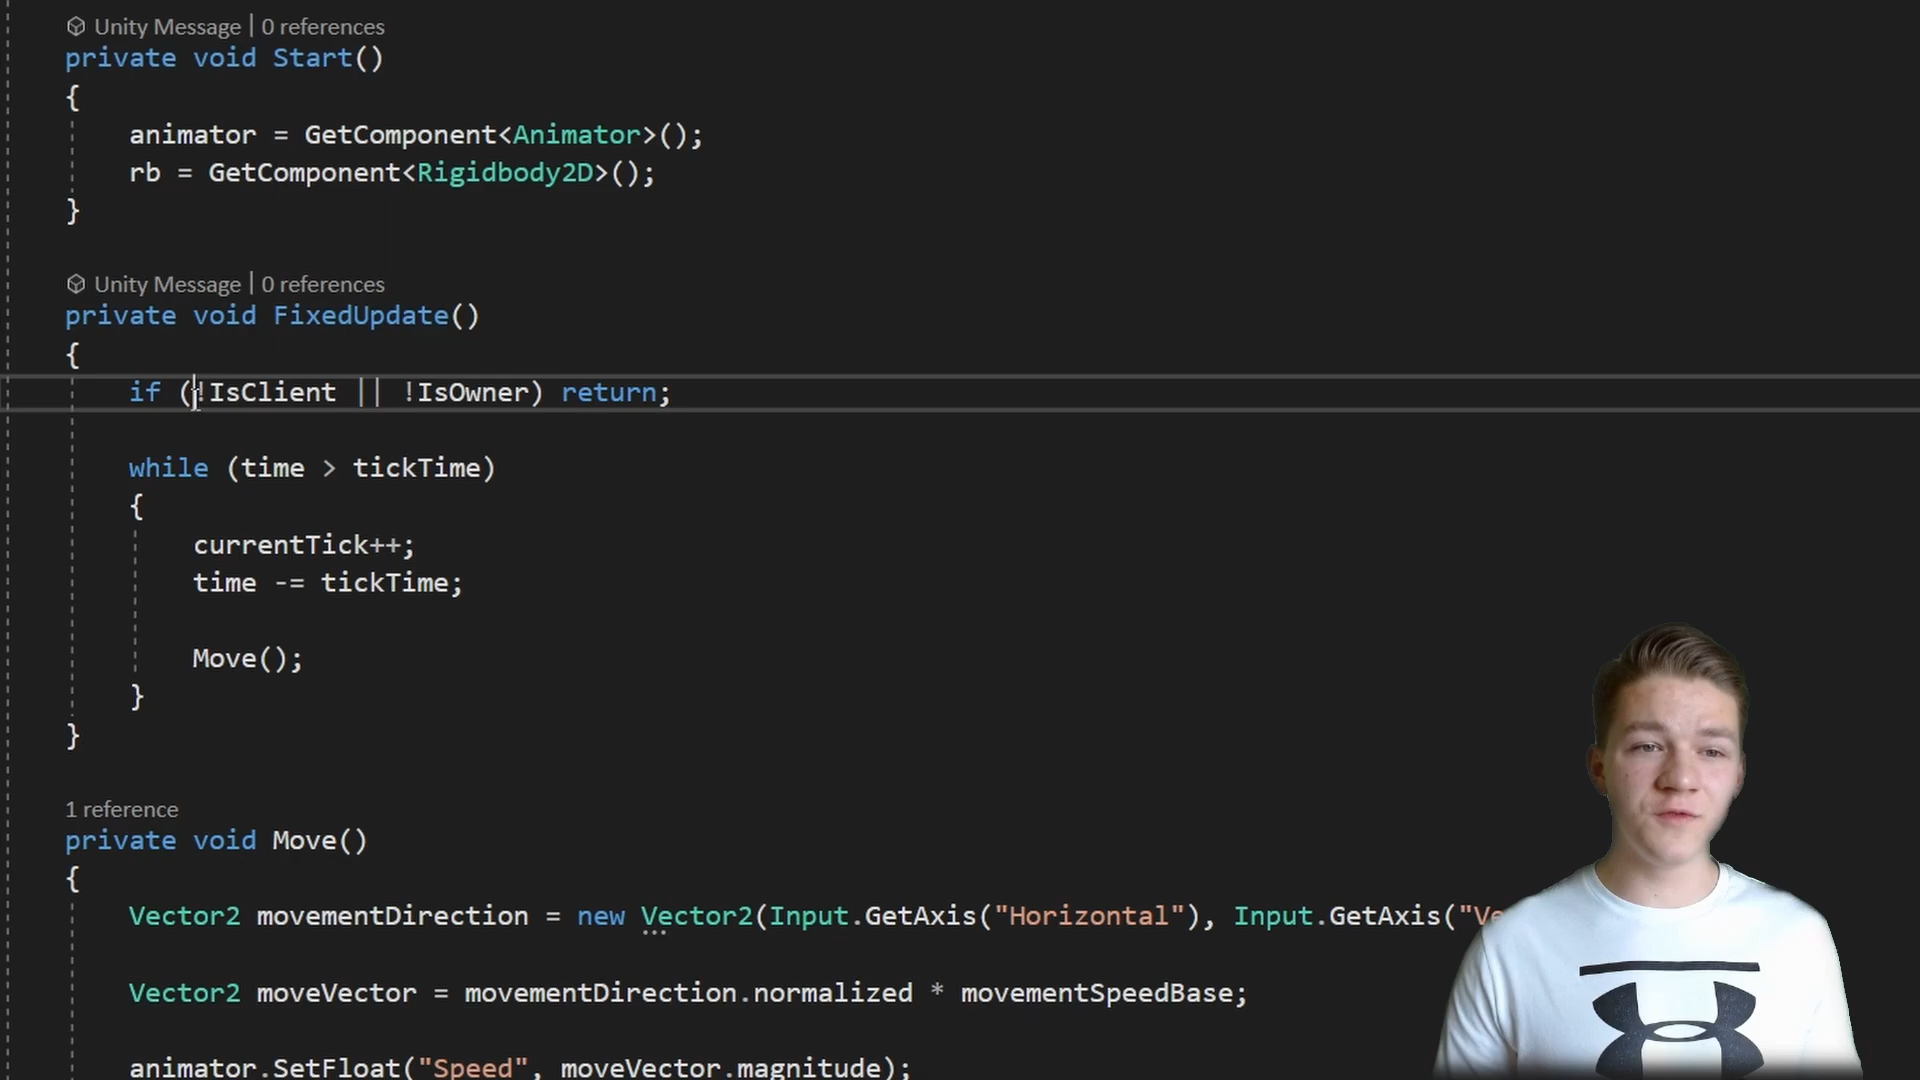 Unity Message | 0 references
private void Start()
{
animator = GetComponent<Animator>();
rb = GetComponent<Rigidbody2D>();
}
Unity Message | 0 references
private void FixedUpdate()
{
if (!IsClient || !IsOwner) return;
while (time > tickTime)
{
currentTick++;
time -= tickTime;
Move();
}
}
1 reference
private void Move()
{
Vector2 movementDirection = new Vector2(Input.GetAxis("Horizontal"), Input.GetAxis("Ve
Vector2 moveVector = movementDirection.normalized * movementSpeedBase;
animator.SetFloat("Speed", moveVector.magnitude);